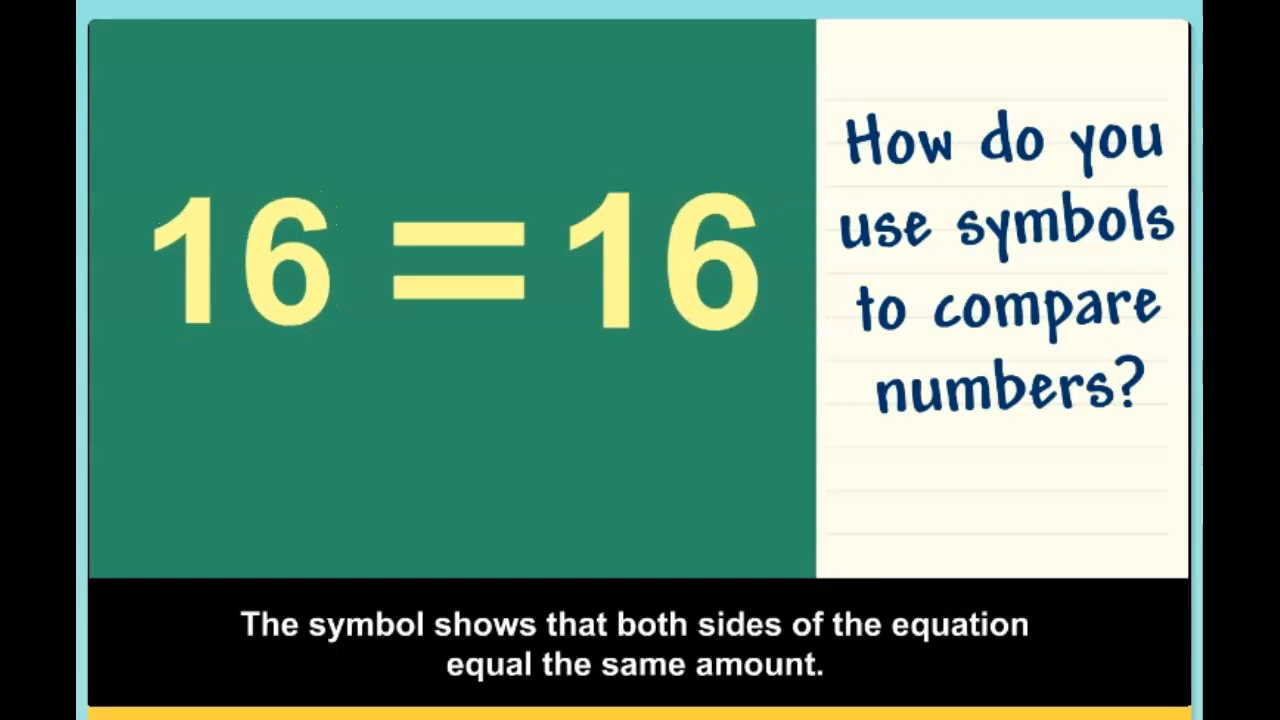 16 = 16
How do you
use symbols
to compare
numbers?
The symbol shows that both sides of the equation
equal the same amount.